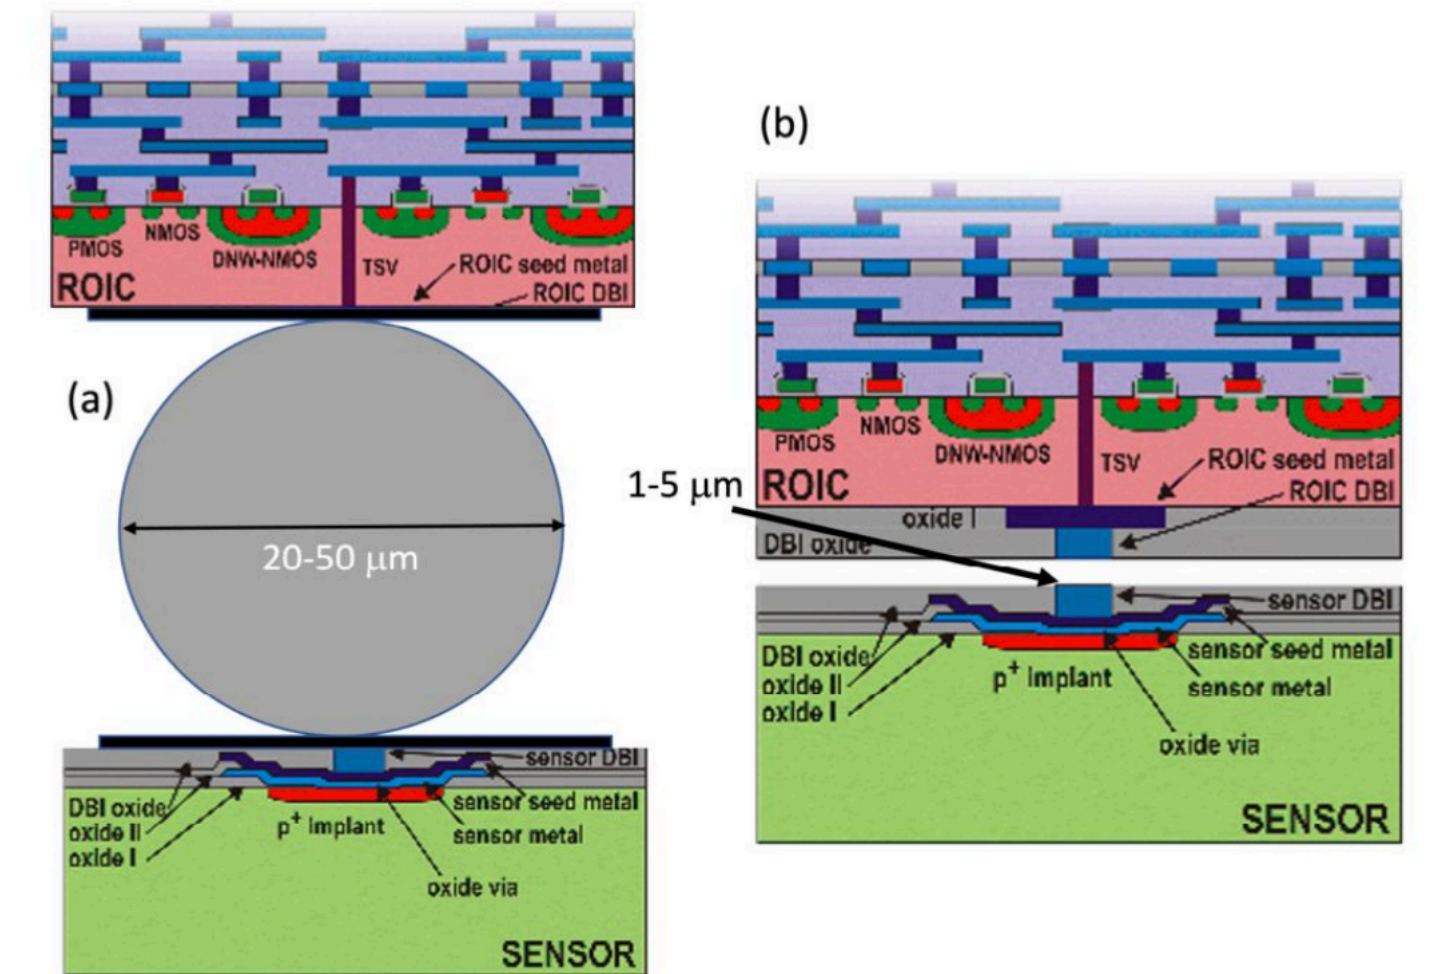 PMOS
NMOS
DNW-NMOS
TSV
ROIC seed metal
ROIC DBI
ROIC
(a)
20-50 μm
sensor DBI
DBI oxide
sensor seed metal
oxide II
p+ implant
sensor metal
oxide I
oxide via
SENSOR
(b)
PMOS
NMOS
DNW-NMOS
TSV
ROIC seed metal
1-5 μm
ROIC
ROIC DBI
oxide I
DBI oxide
sensor DBI
DBI oxide
sensor seed metal
oxide II
p+ implant
sensor metal
oxide I
oxide via
SENSOR